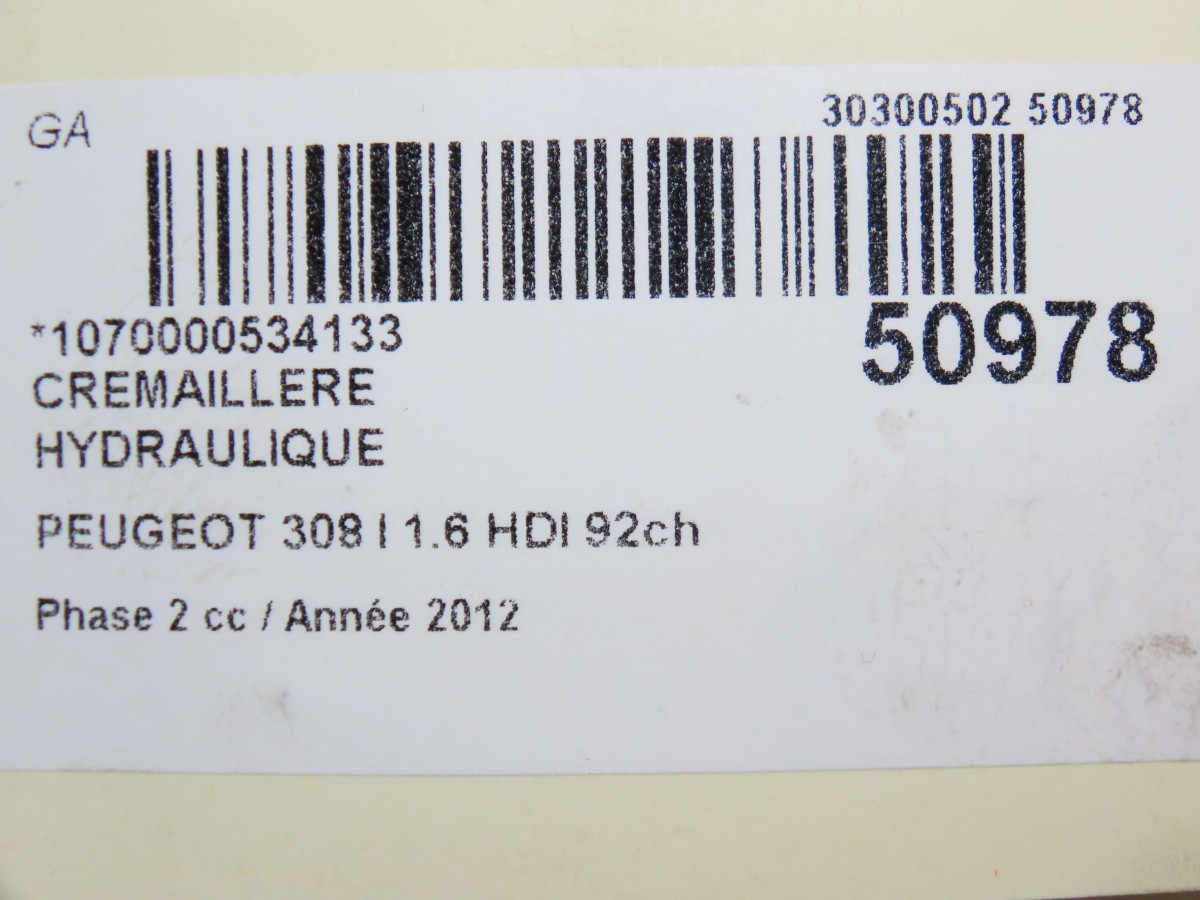 GA
30300502 50978
*1070000534133
50978
CREMAILLERE
HYDRAULIQUE
PEUGEOT 308 I 1.6 HDI 92ch
Phase 2 cc / Année 2012